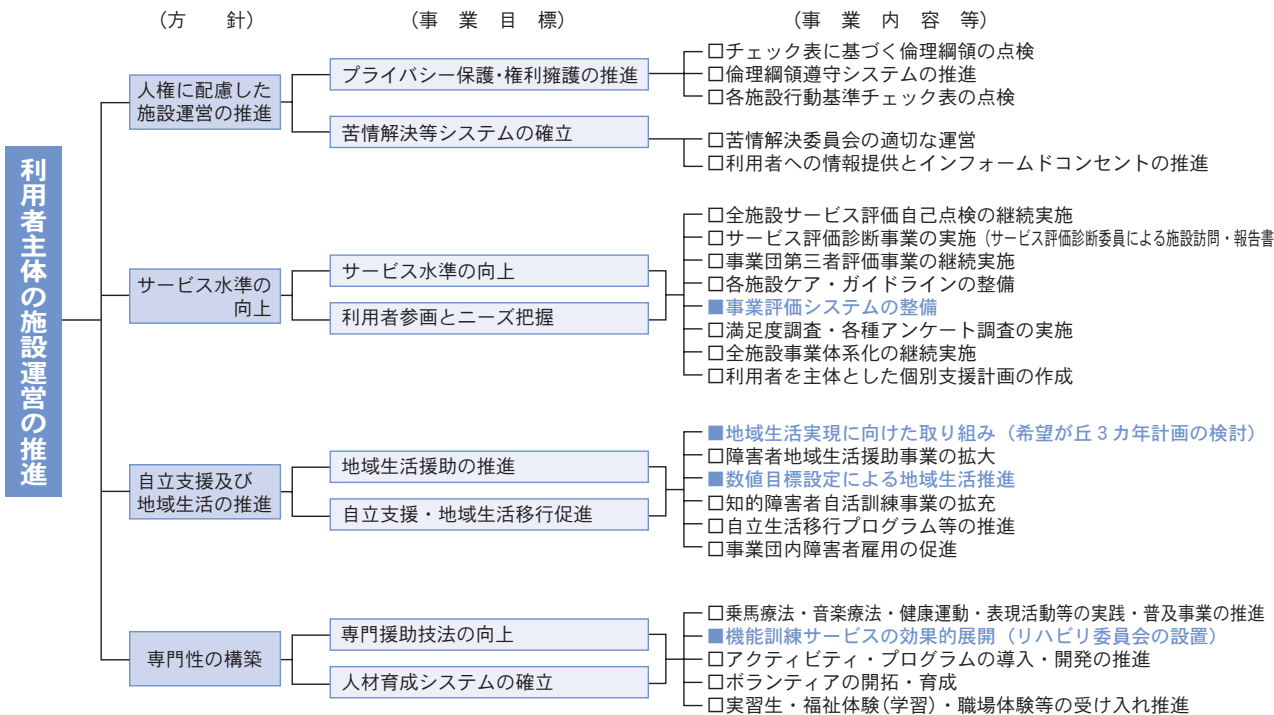 (方　針)
(事　業　目　標)
(事　業　内　容　等)
利用者主体の施設運営の推進
人権に配慮した
施設運営の推進
プライバシー保護・権利擁護の推進
□チェック表に基づく倫理綱領の点検
□倫理綱領遵守システムの推進
□各施設行動基準チェック表の点検
苦情解決等システムの確立
□苦情解決委員会の適切な運営
□利用者への情報提供とインフォームドコンセントの推進
サービス水準の
向上
サービス水準の向上
利用者参画とニーズ把握
□全施設サービス評価自己点検の継続実施
□サービス評価診断事業の実施（サービス評価診断委員による施設訪問・報告書
□事業団第三者評価事業の継続実施
□各施設ケア・ガイドラインの整備
■事業評価システムの整備
□満足度調査・各種アンケート調査の実施
□全施設事業体系化の継続実施
□利用者を主体とした個別支援計画の作成
自立支援及び
地域生活の推進
地域生活援助の推進
自立支援・地域生活移行促進
■地域生活実現に向けた取り組み（希望が丘３カ年計画の検討）
□障害者地域生活援助事業の拡大
■数値目標設定による地域生活推進
□知的障害者自活訓練事業の拡充
□自立生活移行プログラム等の推進
□事業団内障害者雇用の促進
専門性の構築
専門援助技法の向上
人材育成システムの確立
□乗馬療法・音楽療法・健康運動・表現活動等の実践・普及事業の推進
■機能訓練サービスの効果的展開（リハビリ委員会の設置）
□アクティビティ・プログラムの導入・開発の推進
□ボランティアの開拓・育成
□実習生・福祉体験(学習)・職場体験等の受け入れ推進